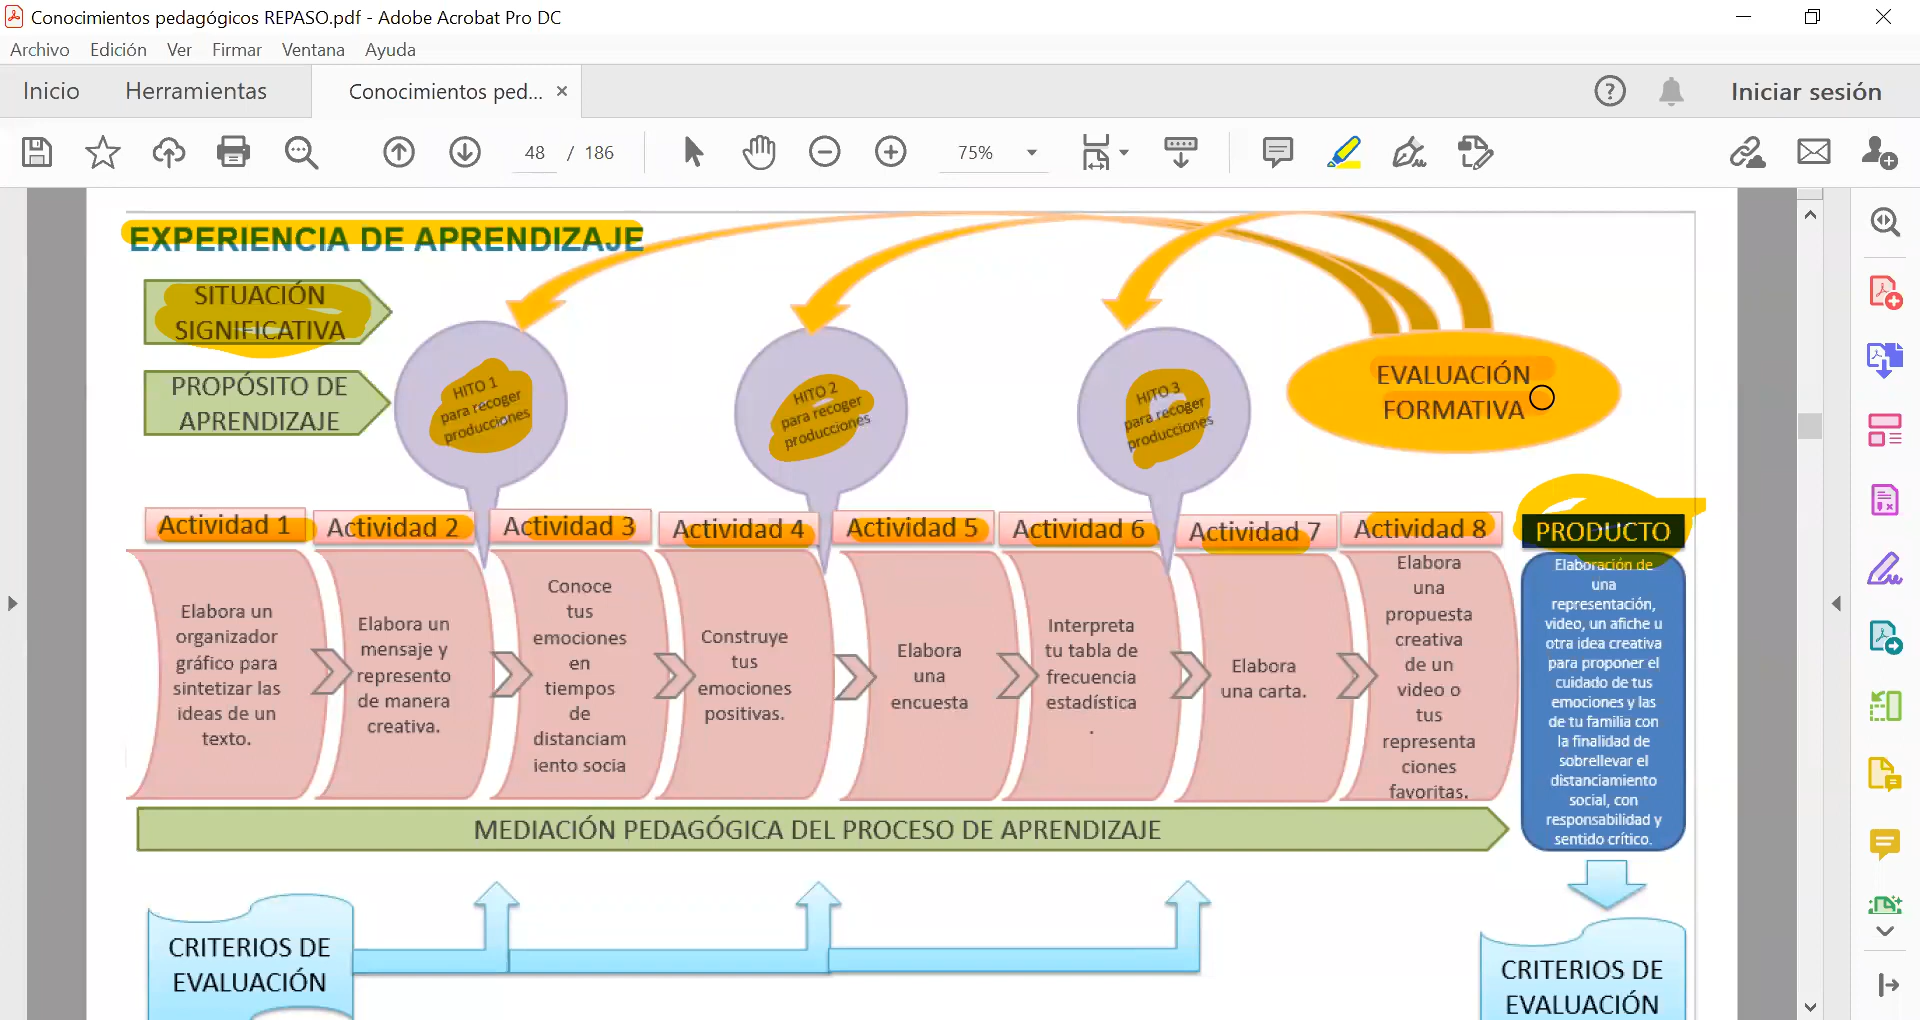 Conocimientos pedagógicos REPASO.pdf - Adobe Acrobat Pro DC
Archivo Edición Ver Firmar Ventana Ayuda
Inicio Herramientas Conocimientos ped... × Iniciar sesión
48 / 186 75%
EXPERIENCIA DE APRENDIZAJE
SITUACIÓN
SIGNIFICATIVA
PROPÓSITO DE
APRENDIZAJE
HITO 1
para recoger
producciones
HITO 2
para recoger
producciones
HITO 3
para recoger
producciones
EVALUACIÓN
FORMATIVA
Actividad 1
Elabora un
organizador
gráfico para
sintetizar las
ideas de un
texto.
Actividad 2
Elabora un
mensaje y
represento
de manera
creativa.
Actividad 3
Conoce
tus
emociones
en
tiempos
de
distanciam
iento socia
Actividad 4
Construye
tus
emociones
positivas.
Actividad 5
Elabora
una
encuesta
Actividad 6
Interpreta
tu tabla de
frecuencia
estadística
.
Actividad 7
Elabora
una carta.
Actividad 8
Elabora
una
propuesta
creativa
de un
video o
tus
representa
ciones
favoritas.
PRODUCTO
Elaboración de
una
representación,
video, un afiche u
otra idea creativa
para proponer el
cuidado de tus
emociones y las
de tu familia con
la finalidad de
sobrellevar el
distanciamiento
social, con
responsabilidad y
sentido crítico.
MEDIACIÓN PEDAGÓGICA DEL PROCESO DE APRENDIZAJE
CRITERIOS DE
EVALUACIÓN
CRITERIOS DE
EVALUACIÓN